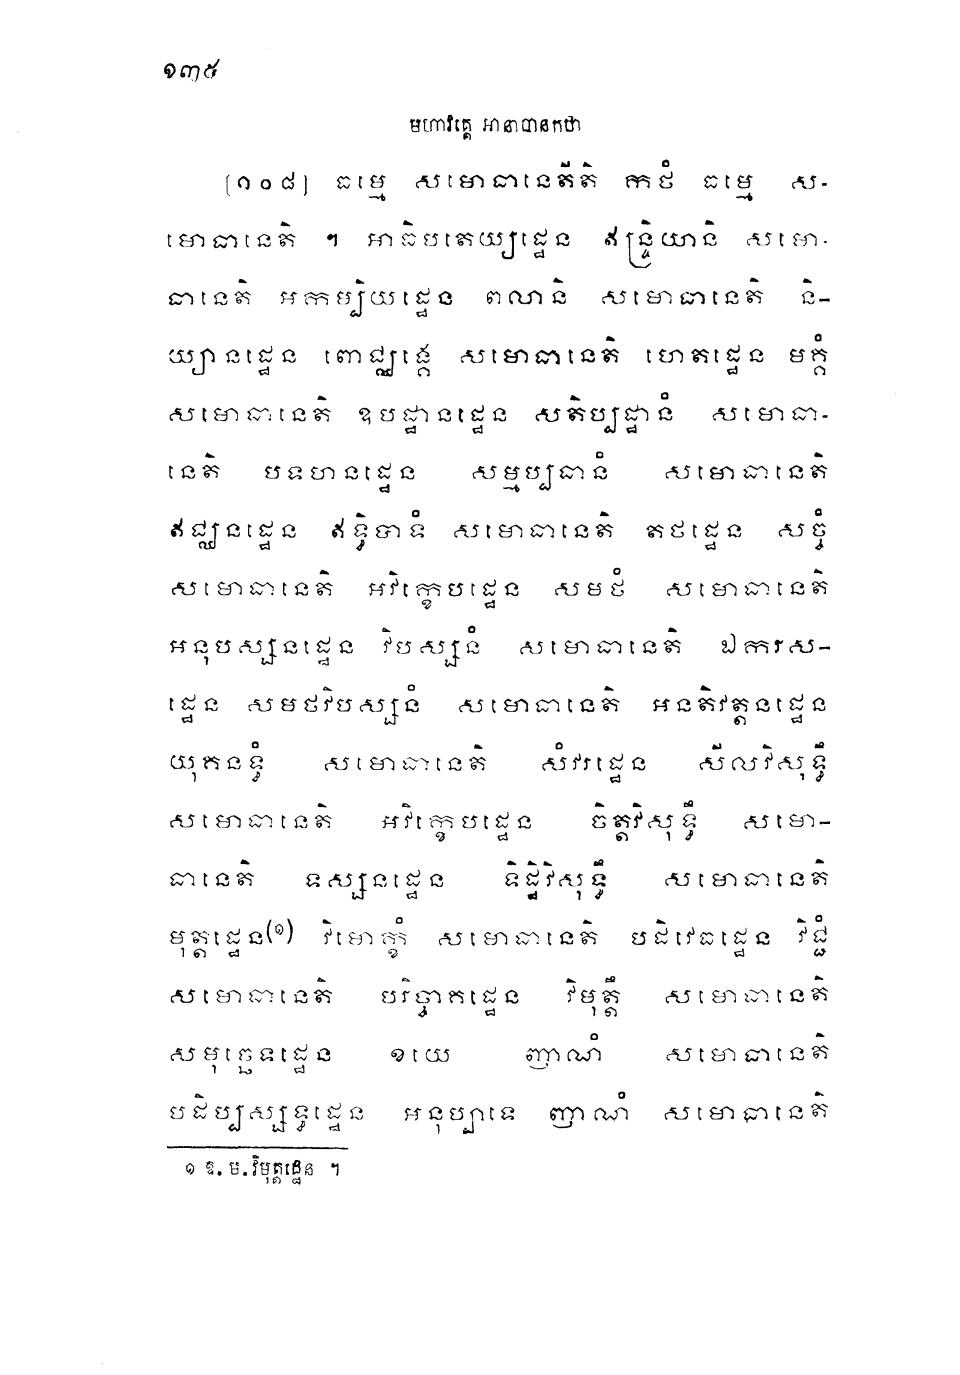 ១៣៥
មហាវគ្គេ អានាបានកថា
[១០៨] ធម្មេ សមោធានេតីតិ កថំ ធម្មេ ស-
មោធានេតិ ។ អាធិបតេយ្យដ្ឋេន ឥន្ទ្រិយានិ សមោ-
ធានេតិ អកម្បិយដ្ឋេន ពលានិ សមោធានេតិ និ-
យ្យានដ្ឋេន ពោជ្ឈង្គេ សមោធានេតិ ហេតដ្ឋេន មគ្គំ
សមោធានេតិ ឧបដ្ឋានដ្ឋេន សតិប្បដ្ឋានំ សមោធា-
នេតិ បទហនដ្ឋេន សម្មប្បធានំ សមោធានេតិ
ឥជ្ឈនដ្ឋេន ឥទ្ធិបាទំ សមោធានេតិ តថដ្ឋេន សច្ចំ
សមោធានេតិ អវិក្ខេបដ្ឋេន សមថំ សមោធានេតិ
អនុបស្សនដ្ឋេន វិបស្សនំ សមោធានេតិ ឯករស-
ដ្ឋេន សមថវិបស្សនំ សមោធានេតិ អនតិវត្តនដ្ឋេន
យុគនទ្ធំ សមោធានេតិ សំវរដ្ឋេន សីលវិសុទ្ធឹ
សមោធានេតិ អវិក្ខេបដ្ឋេន ចិត្តវិសុទ្ធឹ សមោ-
ធានេតិ ទស្សនដ្ឋេន ទិដ្ឋិវិសុទ្ធឹ សមោធានេតិ
មុត្តដ្ឋេន(១) វិមោក្ខំ សមោធានេតិ បដិវេធដ្ឋេន វិជ្ជំ
សមោធានេតិ បរិច្ចាគដ្ឋេន វិមុត្តឹ សមោធានេតិ
សមុច្ឆេទដ្ឋេន ខយេ ញាណំ សមោធានេតិ
បដិប្បស្សទ្ធដ្ឋេន អនុប្បាទេ ញាណំ សមោធានេតិ
១ ឱ. ម. វិមុត្តដ្ឋេន ។